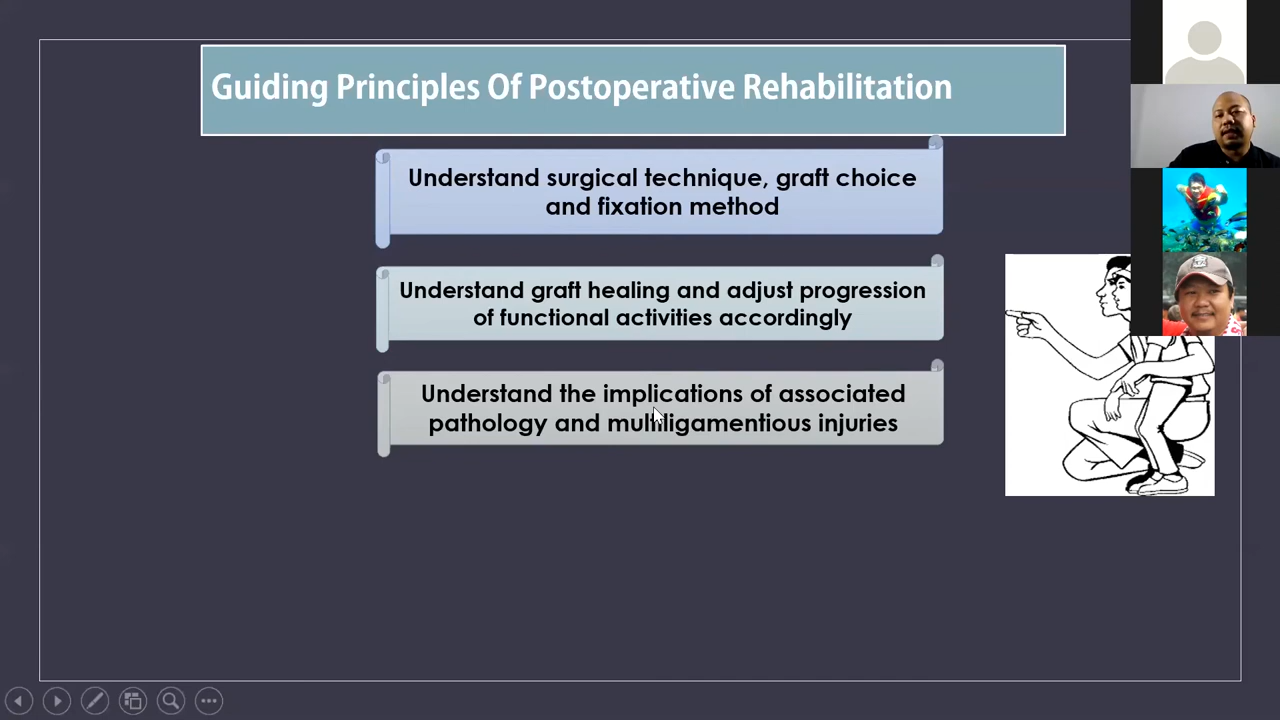 Guiding Principles Of Postoperative Rehabilitation
Understand surgical technique, graft choice
and fixation method
Understand graft healing and adjust progression
of functional activities accordingly
Understand the implications of associated
pathology and multiligamentious injuries